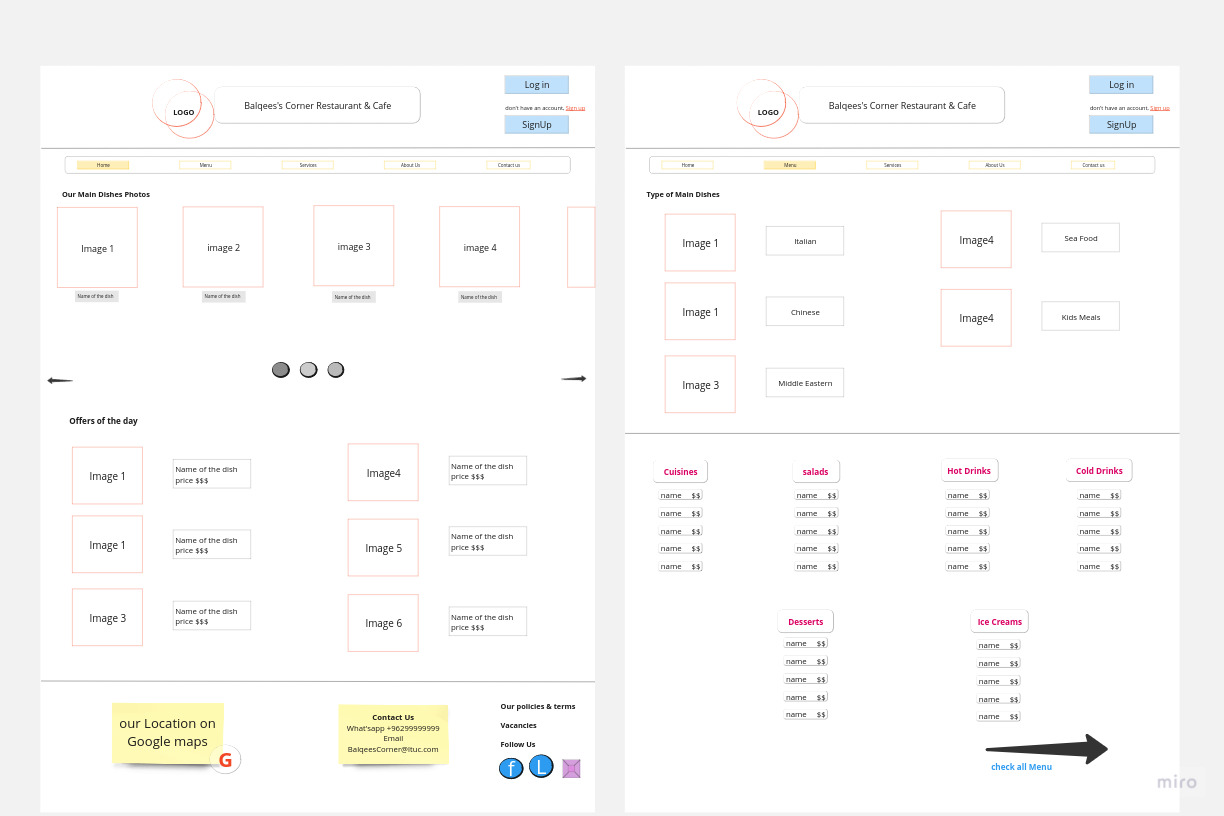 LOGO
Balqees's Corner Restaurant & Cafe
Log in
don't have an account. Sign up
SignUp
Home Menu Services About Us Contact us
Our Main Dishes Photos
Image 1 image 2 image 3 image 4
Name of the dish Name of the dish Name of the dish Name of the dish
Offers of the day
Image 1
Name of the dish
price $$$
Image4
Name of the dish
price $$$
Image 1
Name of the dish
price $$$
Image 5
Name of the dish
price $$$
Image 3
Name of the dish
price $$$
Image 6
Name of the dish
price $$$
our Location on
Google maps
G
Contact Us
What'sapp +96299999999
Email
BalqeesCorner@ltuc.com
Our policies & terms
Vacancies
Follow Us
f L
LOGO
Balqees's Corner Restaurant & Cafe
Log in
don't have an account. Sign up
SignUp
Home Menu Services About Us Contact us
Type of Main Dishes
Image 1 Italian Image4 Sea Food
Image 1 Chinese Image4 Kids Meals
Image 3 Middle Eastern
Cuisines salads Hot Drinks Cold Drinks
name $$ name $$ name $$ name $$
name $$ name $$ name $$ name $$
name $$ name $$ name $$ name $$
name $$ name $$ name $$ name $$
name $$ name $$ name $$ name $$
Desserts Ice Creams
name $$ name $$
name $$ name $$
name $$ name $$
name $$ name $$
name $$ name $$
check all Menu
miro